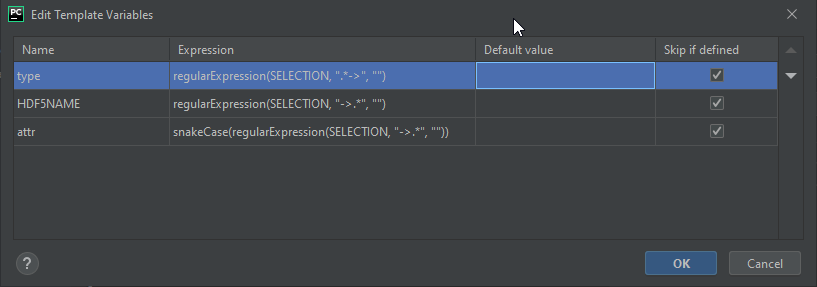 PC Edit Template Variables
Name Expression Default value Skip if defined
type regularExpression(SELECTION, ".*->", "")
HDF5NAME regularExpression(SELECTION, "->.*", "")
attr snakeCase(regularExpression(SELECTION, "->.*", ""))
? OK Cancel